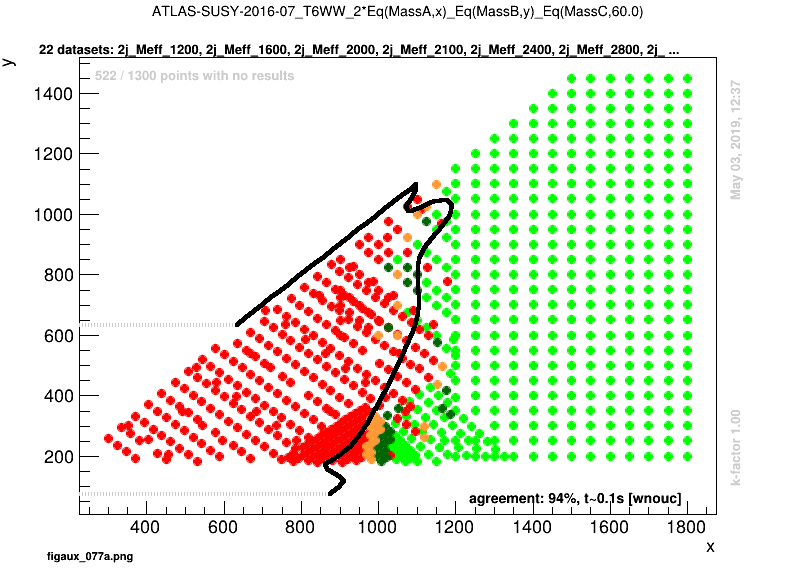 ATLAS-SUSY-2016-07_T6WW_2*Eq(MassA,x)_Eq(MassB,y)_Eq(MassC,60.0)
22 datasets: 2j_Meff_1200, 2j_Meff_1600, 2j_Meff_2000, 2j_Meff_2100, 2j_Meff_2400, 2j_Meff_2800, 2j_ ...
y
522 / 1300 points with no results
1400
1200
1000
800
600
400
200
May 03, 2019, 12:37
k-factor 1.00
agreement: 94%, t~0.1s [wnouc]
400 600 800 1000 1200 1400 1600 1800
x
figaux_077a.png